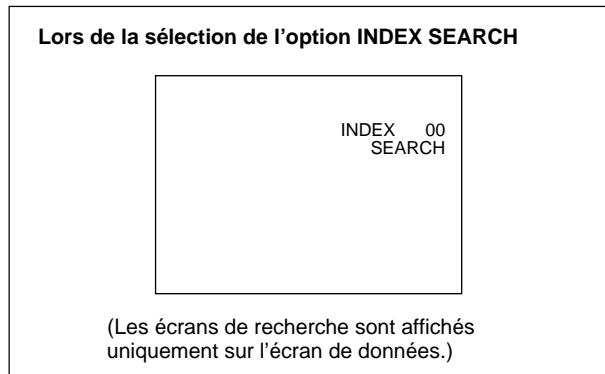 Lors de la sélection de l'option INDEX SEARCH
INDEX 00
SEARCH
(Les écrans de recherche sont affichés
uniquement sur l'écran de données.)